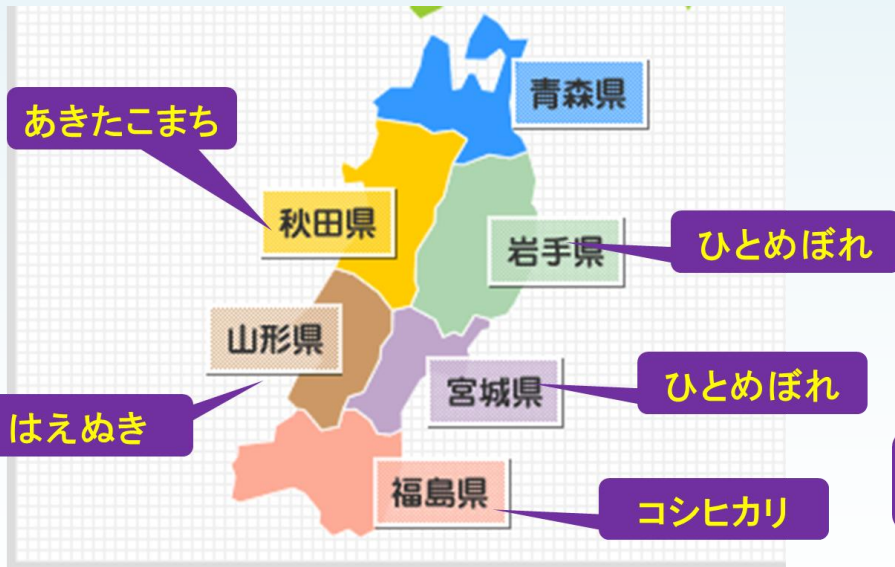 青森県
あきたこまち
秋田県
岩手県
ひとめぼれ
山形県
宮城県
ひとめぼれ
はえぬき
福島県
コシヒカリ